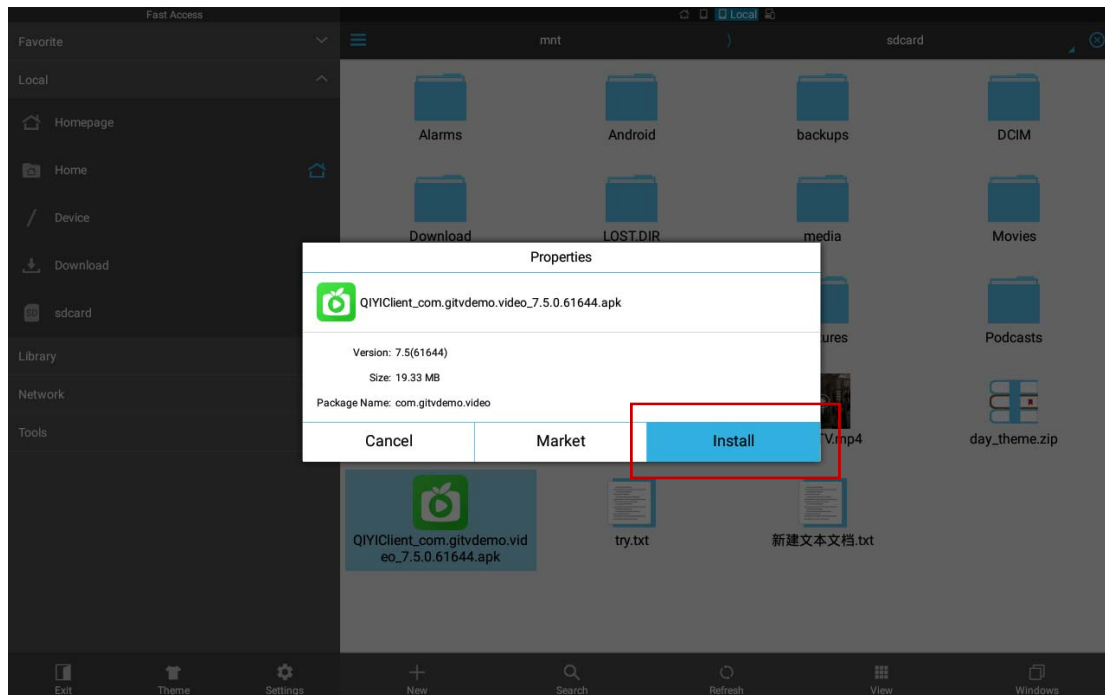 Fast Access
Local
Favorite
mnt
sdcard
Local
Homepage
Home
Device
Download
sdcard
Library
Network
Tools
Alarms
Android
backups
DCIM
Download
LOST.DIR
media
Movies
Properties
QIYIClient_com.gitvdemo.video_7.5.0.61644.apk
Version: 7.5(61644)
Size: 19.33 MB
Package Name: com.gitvdemo.video
Cancel
Market
Install
ures
Podcasts
V.mp4
day_theme.zip
QIYIClient_com.gitvdemo.vid
eo_7.5.0.61644.apk
try.txt
新建文本文档.txt
Exit
Theme
Settings
New
Search
Refresh
View
Windows